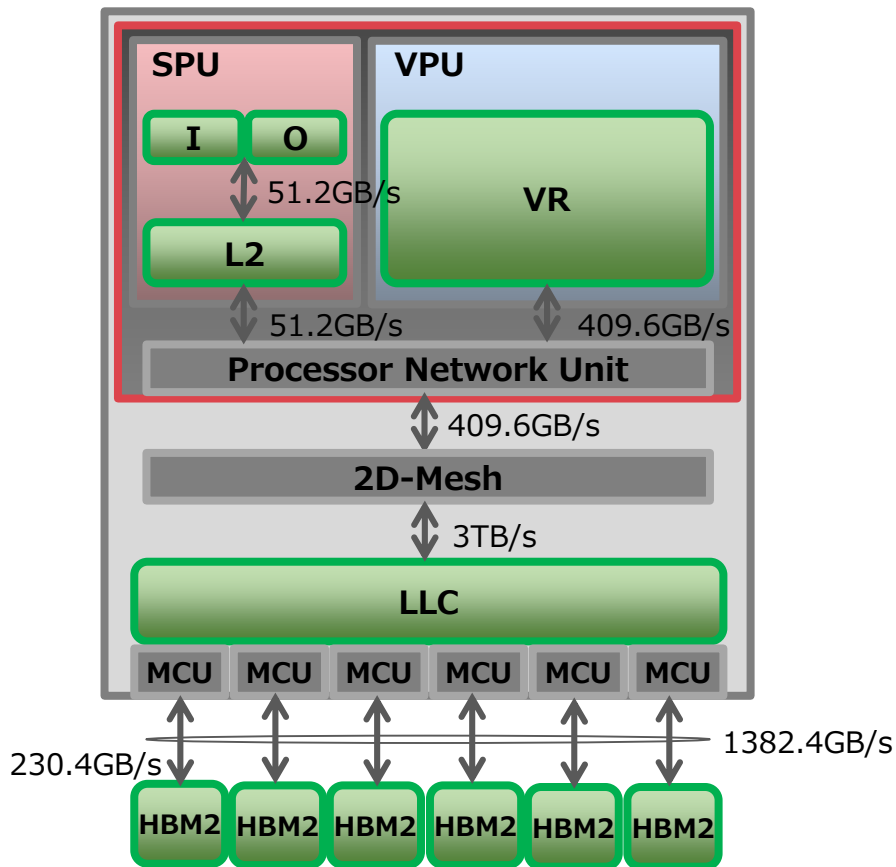 SPU
VPU
I
O
51.2GB/s
VR
L2
51.2GB/s
409.6GB/s
Processor Network Unit
409.6GB/s
2D-Mesh
3TB/s
LLC
MCU MCU MCU MCU MCU MCU
1382.4GB/s
230.4GB/s
HBM2 HBM2 HBM2 HBM2 HBM2 HBM2